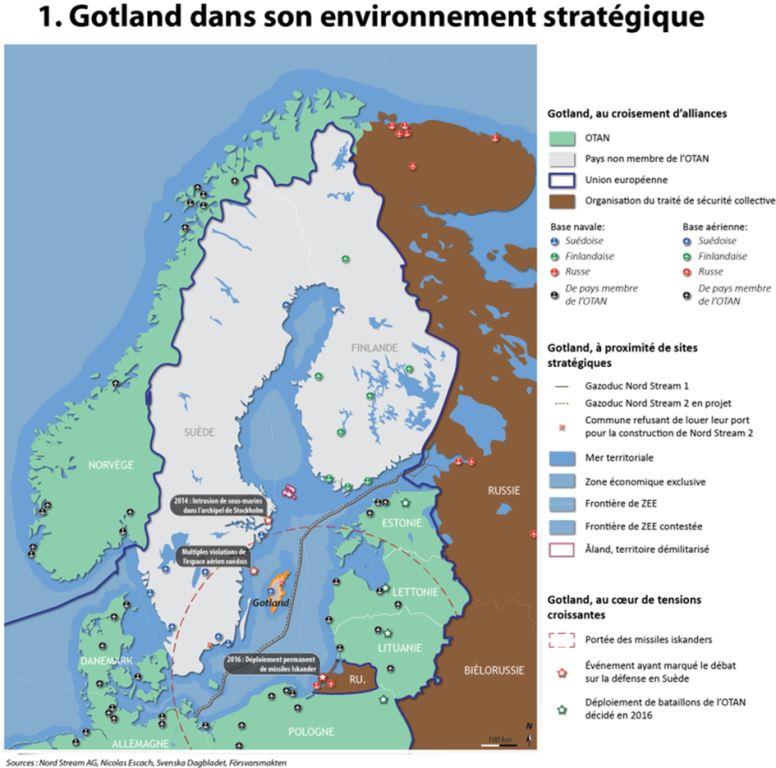 1. Gotland dans son environnement stratégique
Gotland, au croisement d'alliances
OTAN
Pays non membre de l'OTAN
Union européenne
Organisation du traité de sécurité collective
Base navale:
Suédoise
Finlandaise
Russe
De pays membre
de l'OTAN
Base aérienne:
Suédoise
Finlandaise
Russe
De pays membre
de l'OTAN
Gotland, à proximité de sites
stratégiques
Gazoduc Nord Stream 1
Gazoduc Nord Stream 2 en projet
Commune refusant de louer leur port
pour la construction de Nord Stream 2
Mer territoriale
Zone économique exclusive
Frontière de ZEE
Frontière de ZEE contestée
Åland, territoire démilitarisé
Gotland, au cœur de tensions
croissantes
Portée des missiles iskanders
Événement ayant marqué le débat
sur la défense en Suède
Déploiement de bataillons de l'OTAN
décidé en 2016
FINLANDE
SUÈDE
NORVÈGE
RUSSIE
2014 : Intrusion de sous-marins
dans l'archipel de Stockholm
ESTONIE
Multiples violations de
l'espace aérien suédois
Gotland
LETTONIE
LITUANIE
DANEMARK
2016 : Déploiement permanent
de missiles Iskander
RU.
BIÉLORUSSIE
POLOGNE
ALLEMAGNE
N
100 km
Sources : Nord Stream AG, Nicolas Escach, Svenska Dagbladet, Försvarsmakten